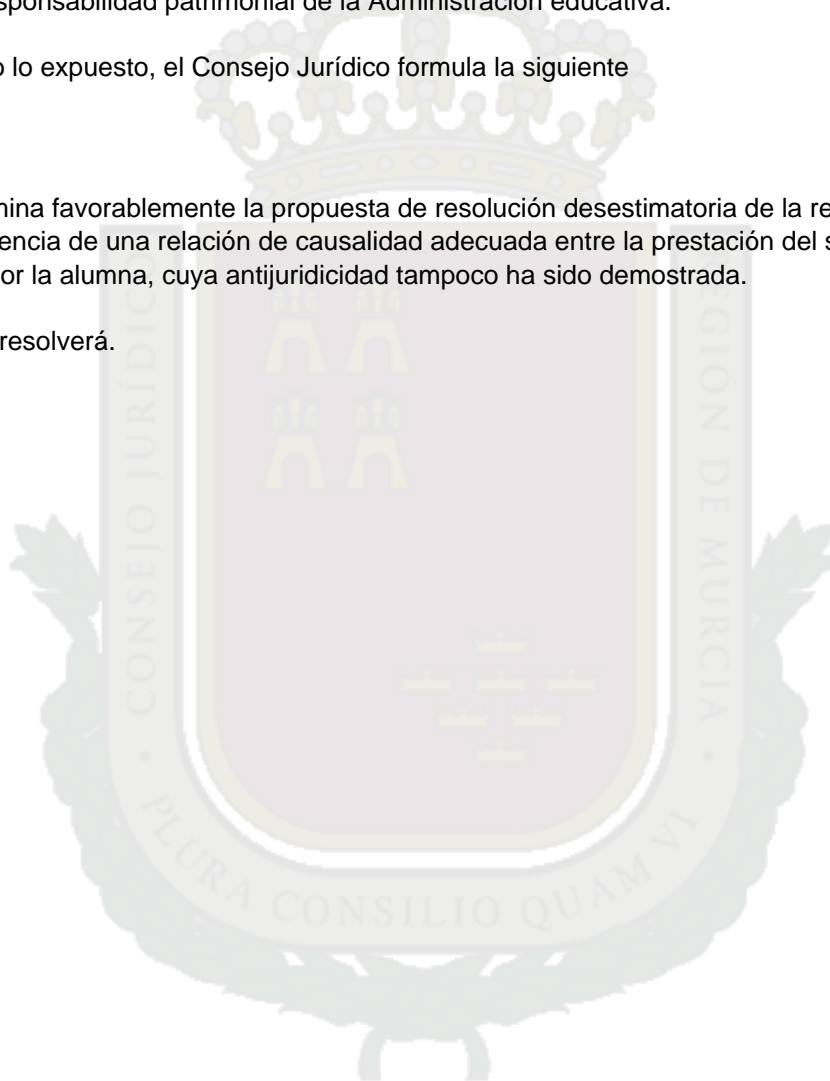 sponsabilidad patrimonial de la Administración educativa.
o lo expuesto, el Consejo Jurídico formula la siguiente
mina favorablemente la propuesta de resolución desestimatoria de la re
encia de una relación de causalidad adecuada entre la prestación del s
or la alumna, cuya antijuridicidad tampoco ha sido demostrada.
resolverá.
CONSEJO JURÍDICO
REGIÓN DE MURCIA
PLURA CONSILIO QUAM VI